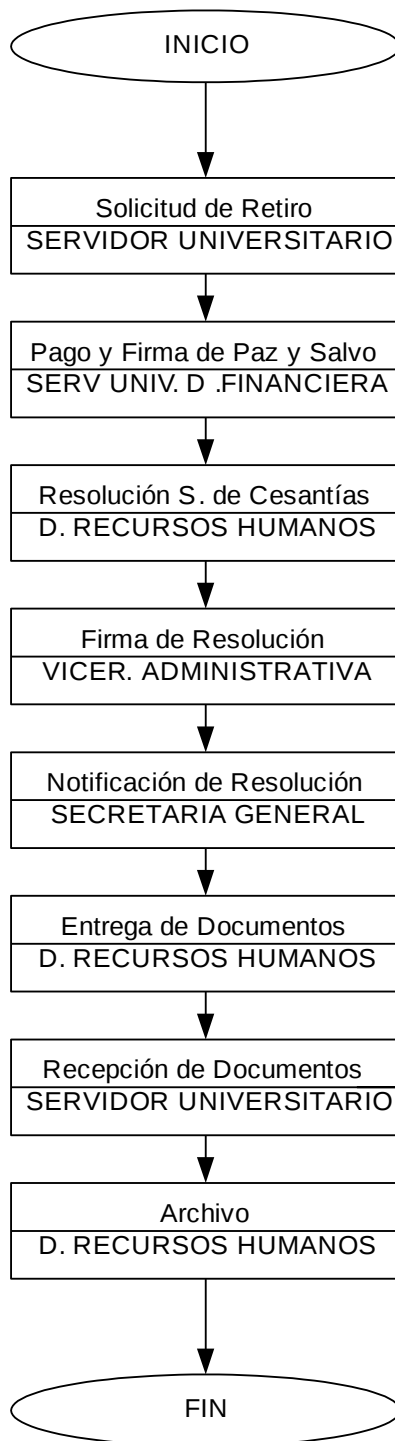 INICIO
Solicitud de Retiro
SERVIDOR UNIVERSITARIO
Pago y Firma de Paz y Salvo
SERV UNIV. D .FINANCIERA
Resolución S. de Cesantías
D. RECURSOS HUMANOS
Firma de Resolución
VICER. ADMINISTRATIVA
Notificación de Resolución
SECRETARIA GENERAL
Entrega de Documentos
D. RECURSOS HUMANOS
Recepción de Documentos
SERVIDOR UNIVERSITARIO
Archivo
D. RECURSOS HUMANOS
FIN